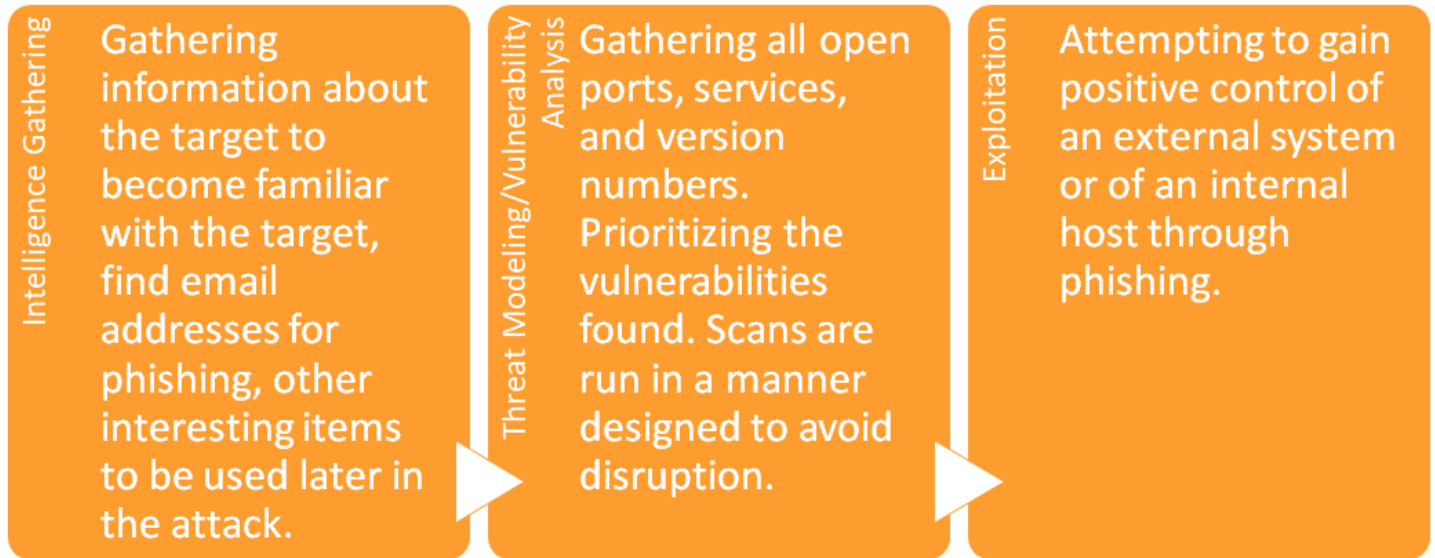 Intelligence Gathering
Gathering
information about
the target to
become familiar
with the target,
find email
addresses for
phishing, other
interesting items
to be used later in
the attack.
Threat Modeling/Vulnerability
Analysis
Gathering all open
ports, services,
and version
numbers.
Prioritizing the
vulnerabilities
found. Scans are
run in a manner
designed to avoid
disruption.
Exploitation
Attempting to gain
positive control of
an external system
or of an internal
host through
phishing.